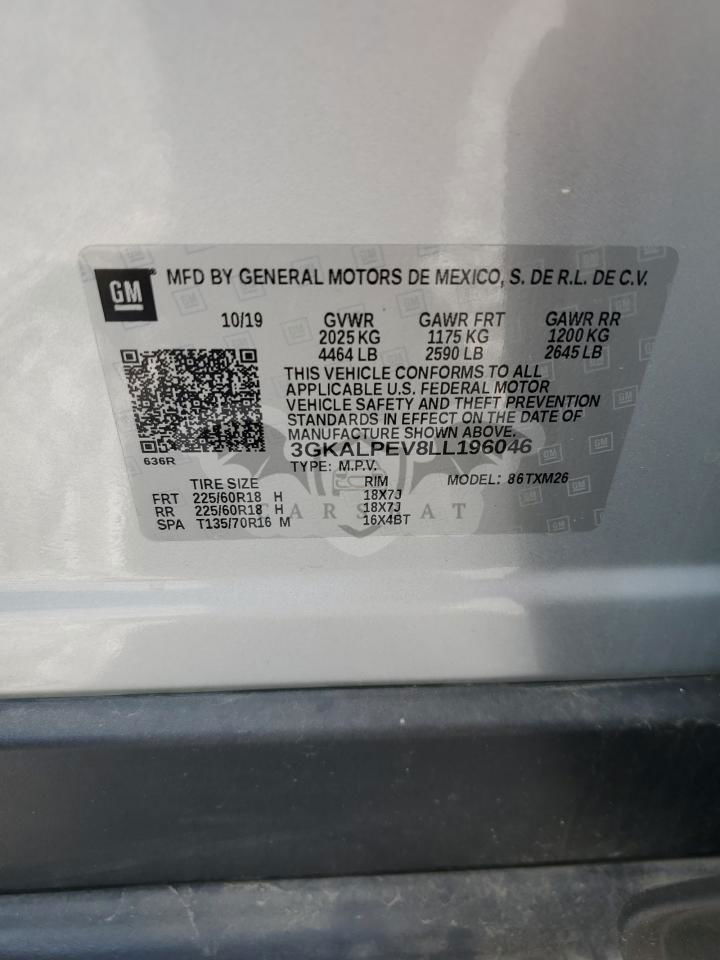 GM MFD BY GENERAL MOTORS DE MEXICO, S. DE R.L. DE C.V.
10/19 GVWR GAWR FRT GAWR RR
2025 KG 1175 KG 1200 KG
4464 LB 2590 LB 2645 LB
THIS VEHICLE CONFORMS TO ALL
APPLICABLE U.S. FEDERAL MOTOR
VEHICLE SAFETY AND THEFT PREVENTION
STANDARDS IN EFFECT ON THE DATE OF
MANUFACTURE SHOWN ABOVE.
636R 3GKALPEV8LL196046
TYPE: M.P.V. MODEL: 86TXM26
TIRE SIZE RIM
FRT 225/60R18 H 18X7J
RR 225/60R18 H 18X7J
SPA T135/70R16 M 16X4BT
CARSBAT